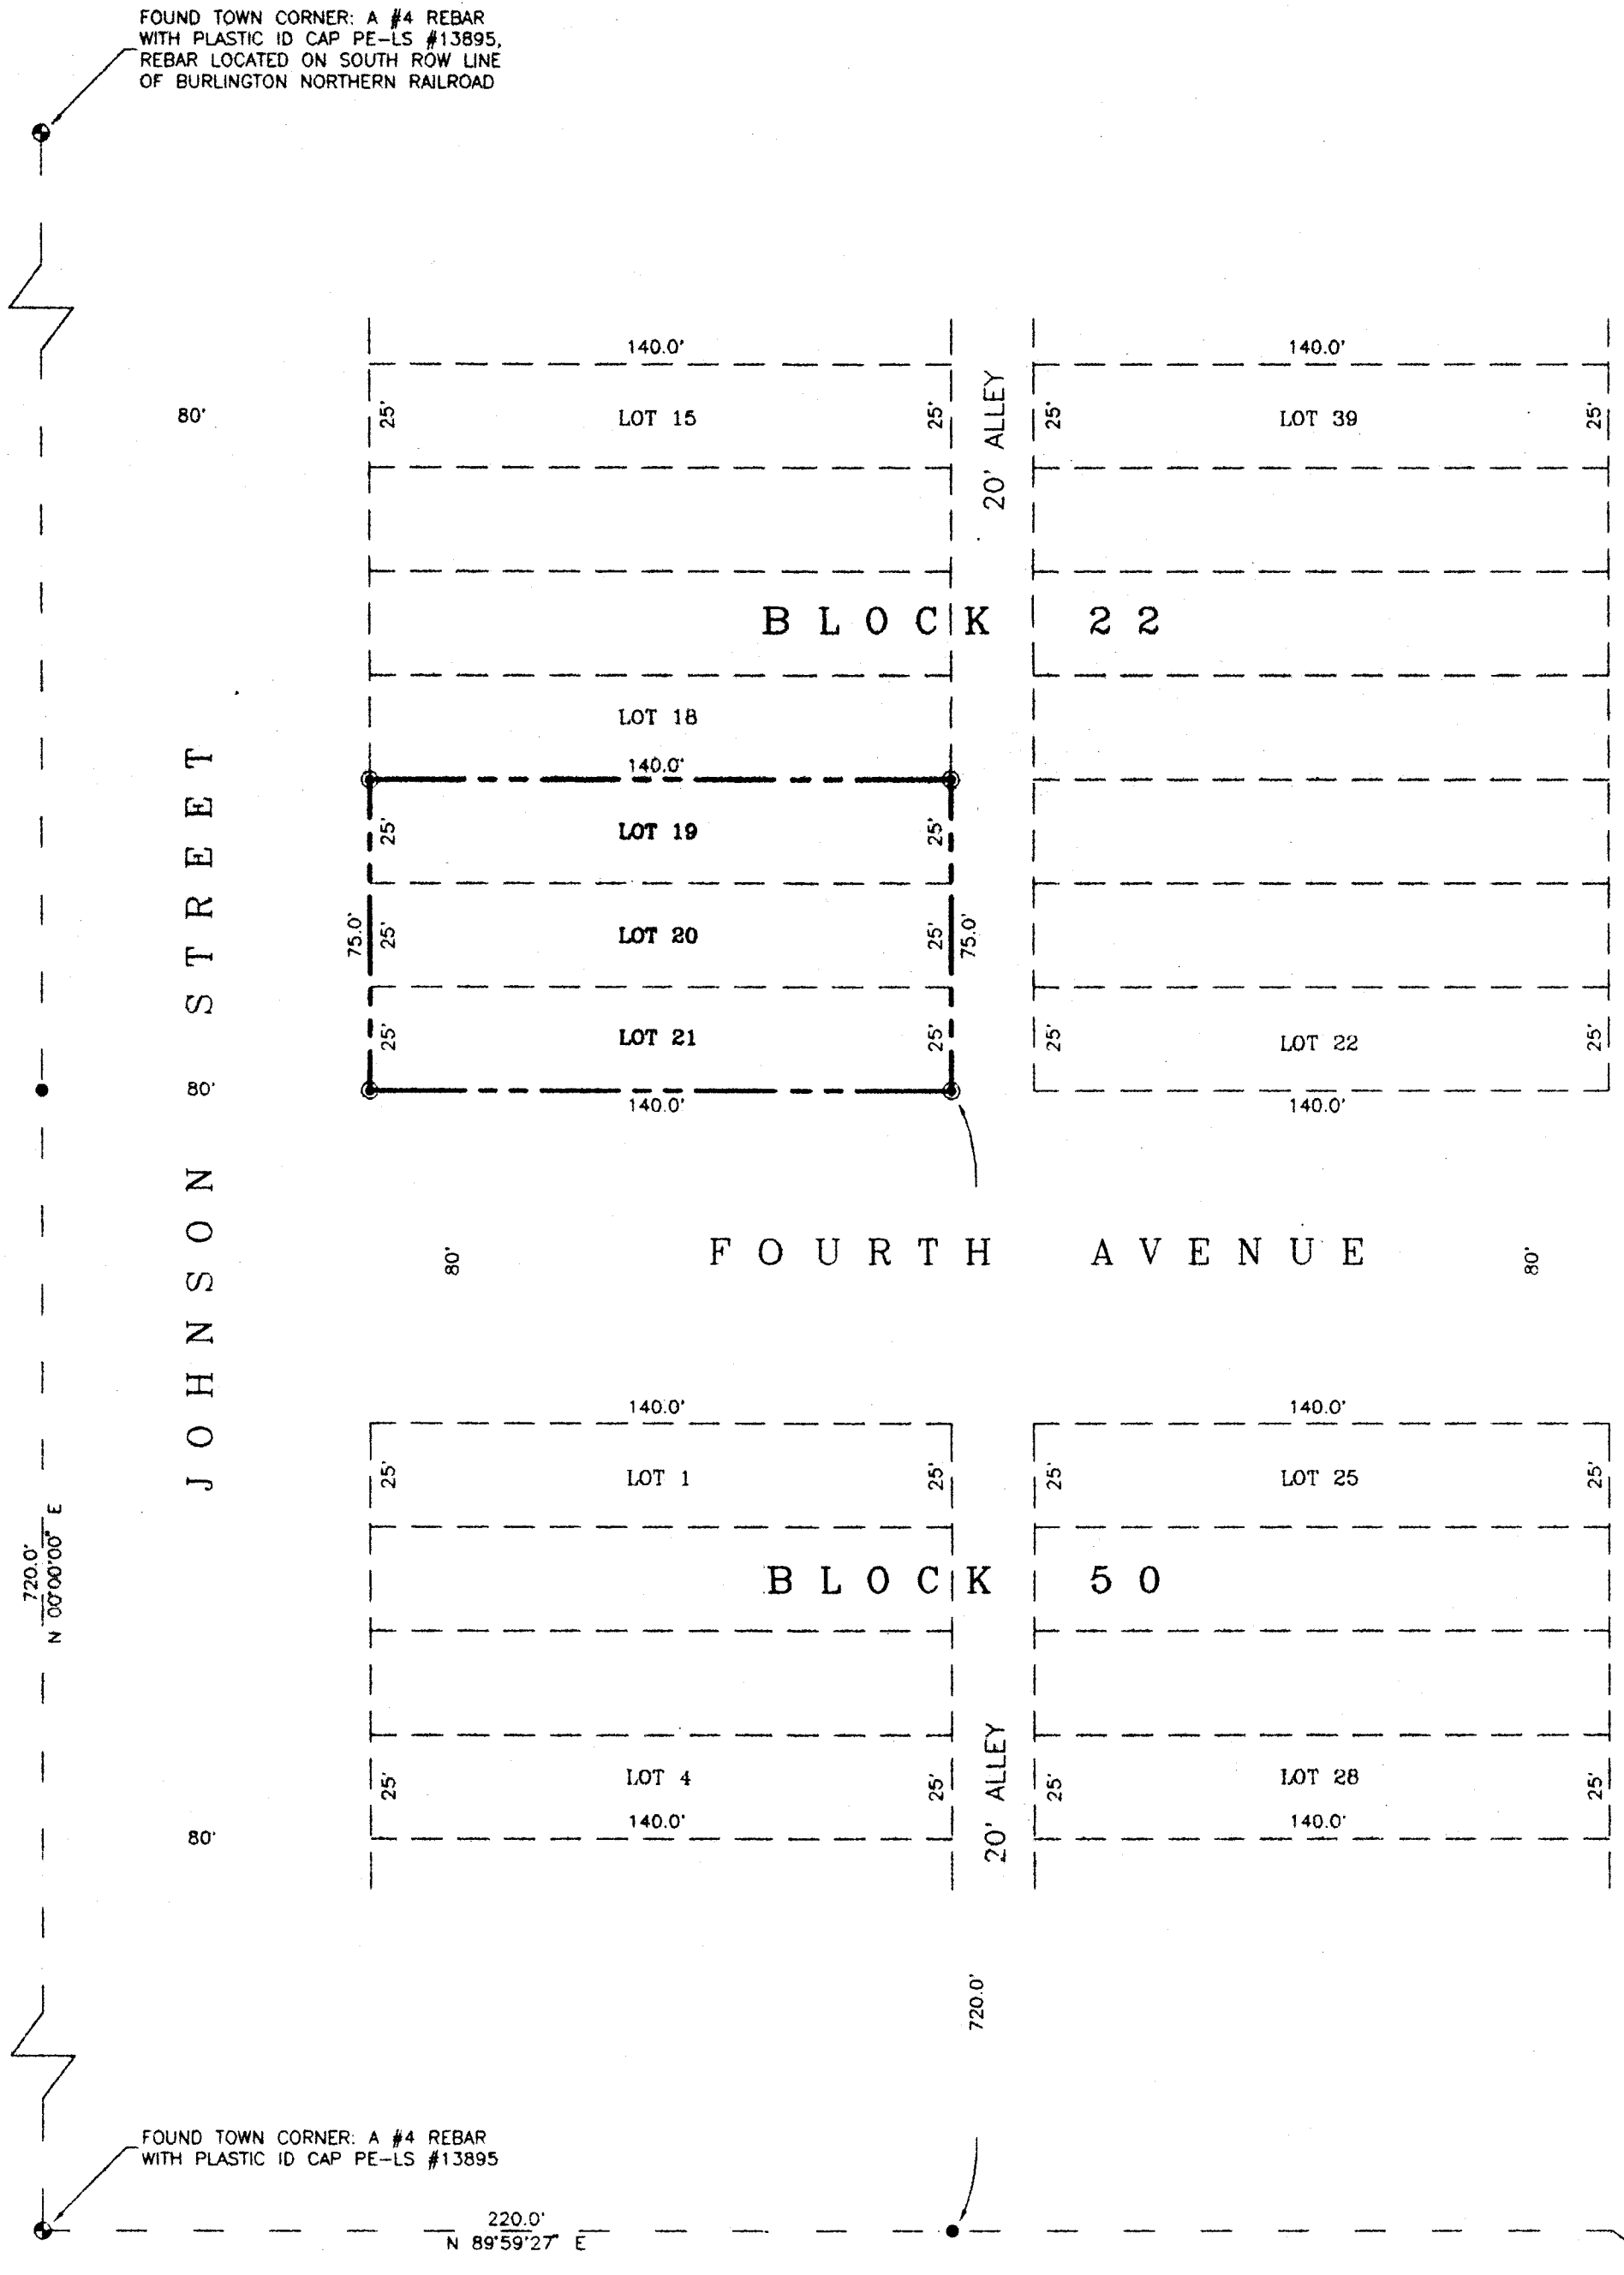 FOUND TOWN CORNER: A #4 REBAR
WITH PLASTIC ID CAP PE-LS #13895,
REBAR LOCATED ON SOUTH ROW LINE
OF BURLINGTON NORTHERN RAILROAD
140.0'
140.0'
80'
25'
LOT 15
25'
20' ALLEY
25'
LOT 39
25'
BLOCK 22
LOT 18
140.0'
25'
LOT 19
25'
75.0'
25'
LOT 20
25'
75.0'
25'
LOT 21
25'
25'
LOT 22
25'
80'
140.0'
140.0'
JOHNSON STREET
80'
FOURTH AVENUE
80'
140.0'
140.0'
25'
LOT 1
25'
25'
LOT 25
25'
720.0'
N 00°00'00" E
BLOCK 50
25'
LOT 4
25'
20' ALLEY
25'
LOT 28
25'
80'
140.0'
140.0'
720.0'
FOUND TOWN CORNER: A #4 REBAR
WITH PLASTIC ID CAP PE-LS #13895
220.0'
N 89°59'27" E